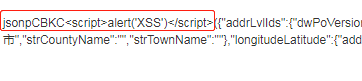 jsonpCBKC<script>alert('XSS')</script>({"addrLvlIds":{"dwPoVersion
市","strCountyName":"","strTownName":""},"longitudeLatitude":{"add